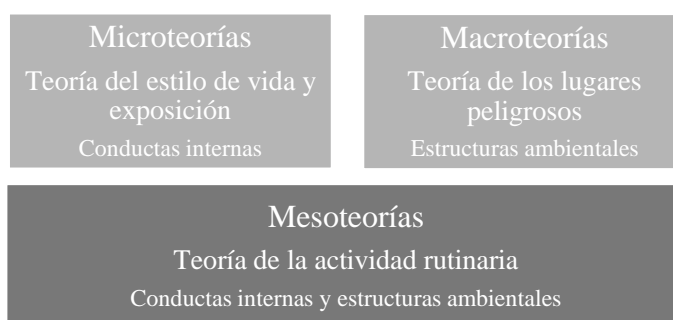 Microteorías
Teoría del estilo de vida y
exposición
Conductas internas
Macroteorías
Teoría de los lugares
peligrosos
Estructuras ambientales
Mesoteorías
Teoría de la actividad rutinaria
Conductas internas y estructuras ambientales